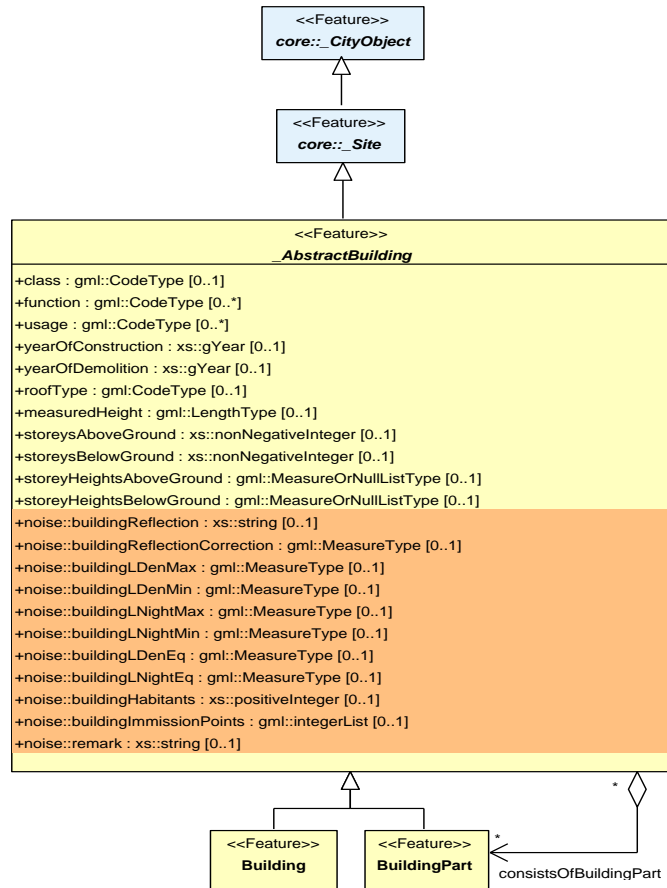 <<Feature>>
core::_CityObject
<<Feature>>
core::_Site
<<Feature>>
_AbstractBuilding
+class : gml::CodeType [0..1]
+function : gml::CodeType [0..*]
+usage : gml::CodeType [0..*]
+yearOfConstruction : xs::gYear [0..1]
+yearOfDemolition : xs::gYear [0..1]
+roofType : gml:CodeType [0..1]
+measuredHeight : gml::LengthType [0..1]
+storeysAboveGround : xs::nonNegativeInteger [0..1]
+storeysBelowGround : xs::nonNegativeInteger [0..1]
+storeyHeightsAboveGround : gml::MeasureOrNullListType [0..1]
+storeyHeightsBelowGround : gml::MeasureOrNullListType [0..1]
+noise::buildingReflection : xs::string [0..1]
+noise::buildingReflectionCorrection : gml::MeasureType [0..1]
+noise::buildingLDenMax : gml::MeasureType [0..1]
+noise::buildingLDenMin : gml::MeasureType [0..1]
+noise::buildingLNightMax : gml::MeasureType [0..1]
+noise::buildingLNightMin : gml::MeasureType [0..1]
+noise::buildingLDenEq : gml::MeasureType [0..1]
+noise::buildingLNightEq : gml::MeasureType [0..1]
+noise::buildingHabitants : xs::positiveInteger [0..1]
+noise::buildingImmissionPoints : gml::integerList [0..1]
+noise::remark : xs::string [0..1]
*
*
<<Feature>>
Building
<<Feature>>
BuildingPart
consistsOfBuildingPart